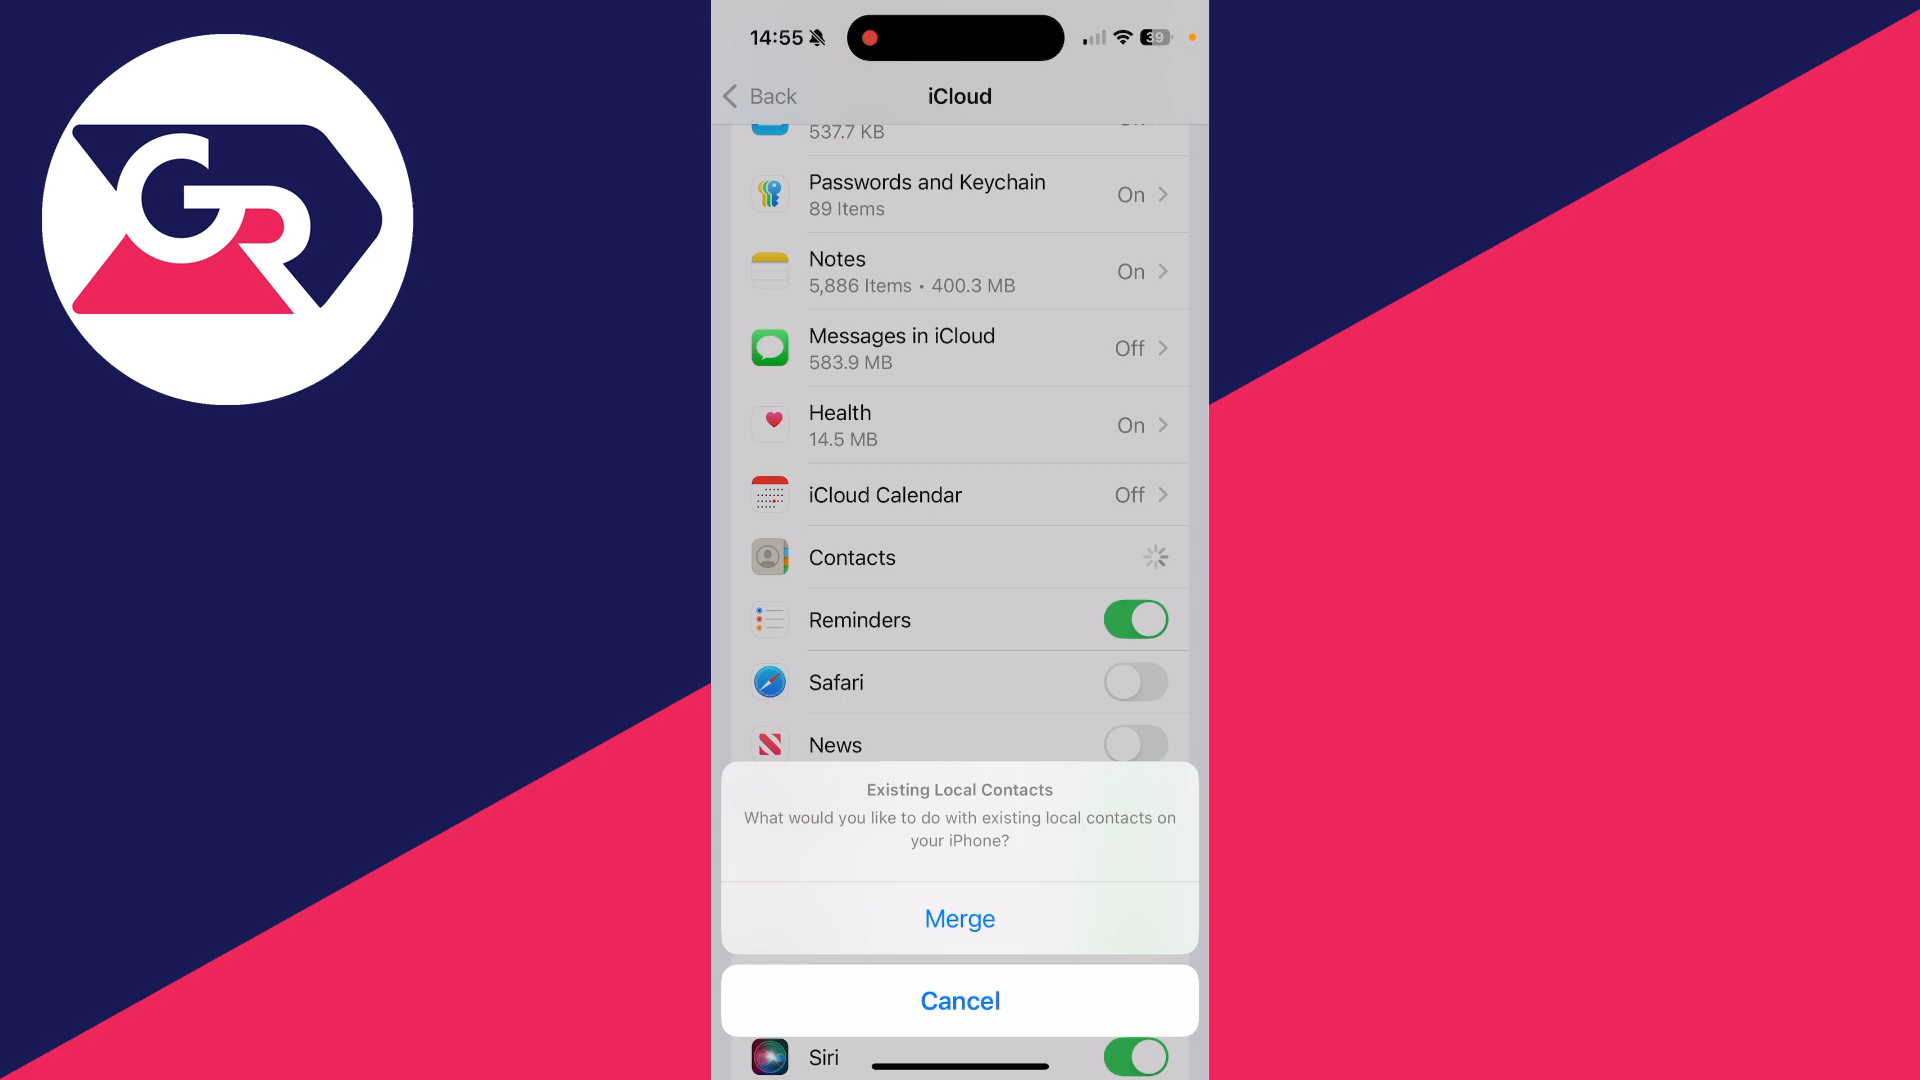 GR
14:55
39
Back
iCloud
537.7 KB
Passwords and Keychain
On
89 Items
Notes
On
5,886 Items • 400.3 MB
Messages in iCloud
Off
583.9 MB
Health
On
14.5 MB
iCloud Calendar
Off
Contacts
Reminders
Safari
News
Existing Local Contacts
What would you like to do with existing local contacts on
your iPhone?
Merge
Cancel
Siri